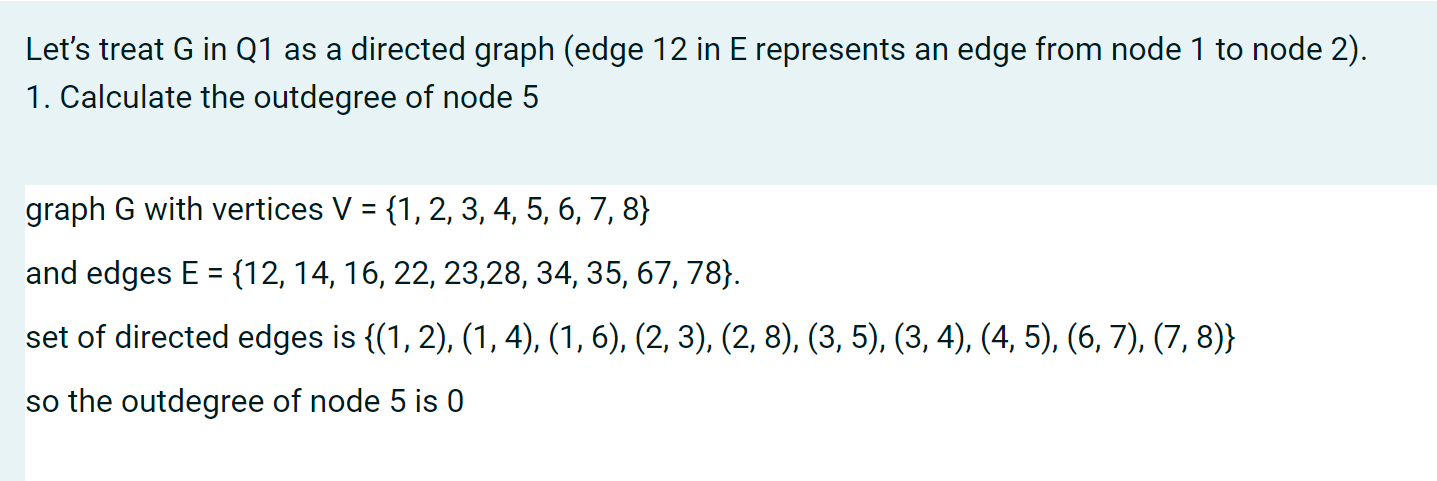 Let’s treat G in Q1 as a directed graph (edge 12 in E represents an edge from node 1 to node 2).
1. Calculate the outdegree of node 5
graph G with vertices V = {1, 2, 3, 4, 5, 6, 7, 8}
and edges E = {12, 14, 16, 22, 23,28, 34, 35, 67, 78}.
set of directed edges is {(1, 2), (1, 4), (1, 6), (2, 3), (2, 8), (3, 5), (3, 4), (4, 5), (6, 7), (7, 8)}
so the outdegree of node 5 is 0